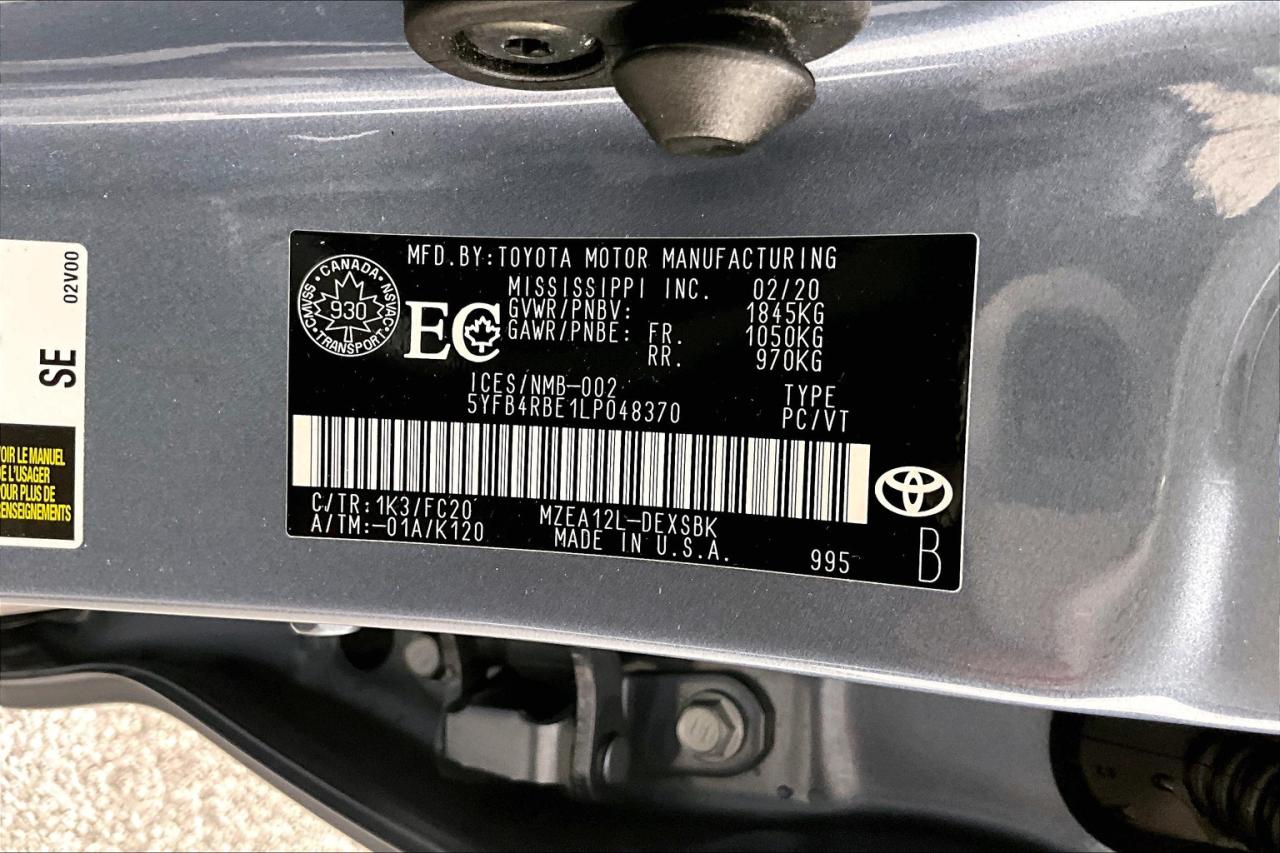 02V00
SE
OIR LE MANUEL
E L'USAGER
OUR PLUS DE
ENSEIGNEMENTS
MFD.BY:TOYOTA MOTOR MANUFACTURING
MISSISSIPPI INC. 02/20
GVWR/PNBV: 1845KG
GAWR/PNBE: FR. 1050KG
RR. 970KG
CANADA
NSVAC
TRANSPORT
CMVSS
930
EC
ICES/NMB-002
5YFB4RBE1LP048370
TYPE
PC/VT
C/TR:1K3/FC20
A/TM:-01A/K120
MZEA12L-DEXSBK
MADE IN U.S.A.
995
B